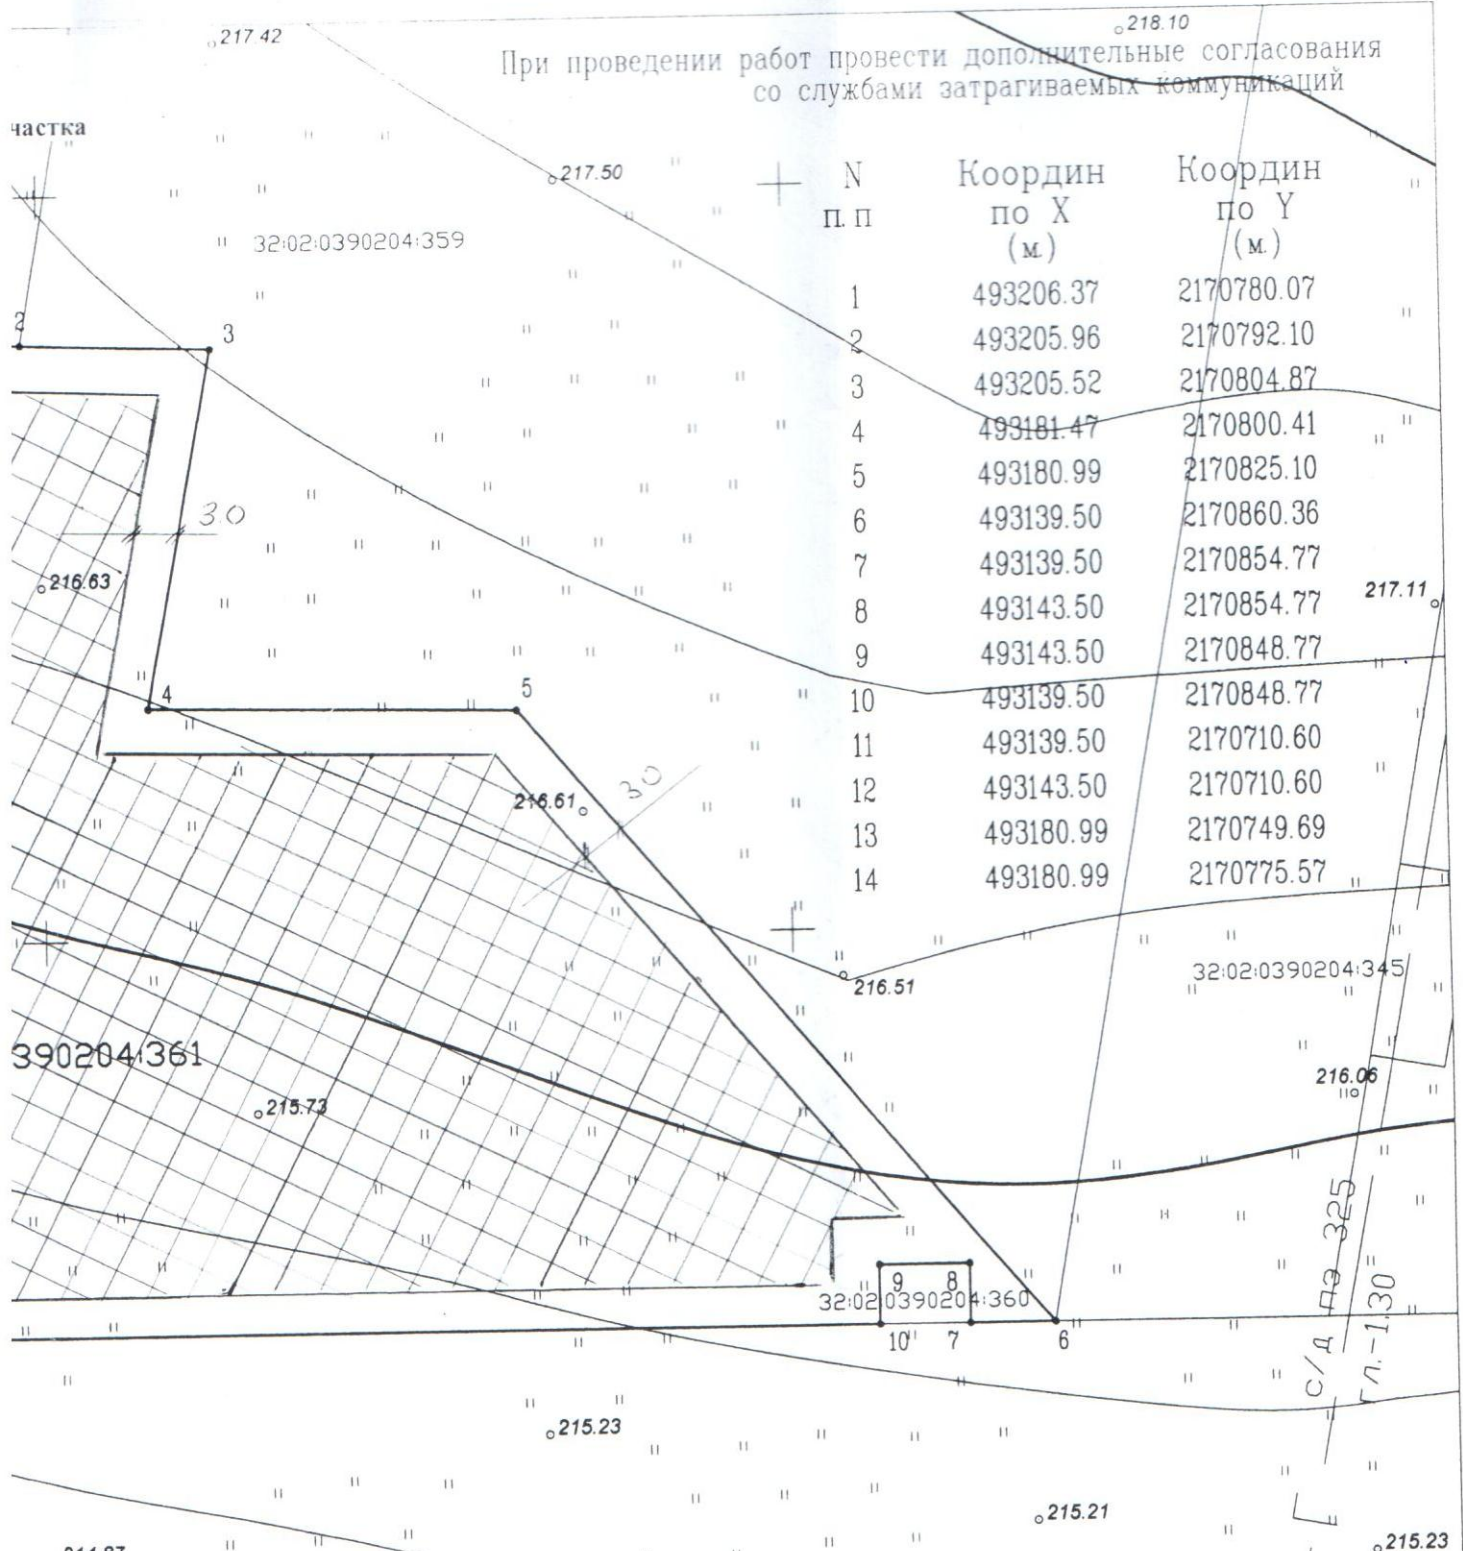 217.42
218.10
При проведении работ провести дополнительные согласования
со службами затрагиваемых коммуникаций
частка
217.50
N Координ Координ
п.п по X по Y
(м.) (м.)
32:02:0390204:359
1 493206.37 2170780.07
2 493205.96 2170792.10
3 493205.52 2170804.87
4 493181.47 2170800.41
5 493180.99 2170825.10
6 493139.50 2170860.36
7 493139.50 2170854.77
8 493143.50 2170854.77
9 493143.50 2170848.77
10 493139.50 2170848.77
11 493139.50 2170710.60
12 493143.50 2170710.60
13 493180.99 2170749.69
14 493180.99 2170775.57
2
3
3.0
216.63
217.11
4
5
216.61
3.0
216.51
32:02:0390204:345
390204:361
216.06
215.73
с/д пэ 325
гл.-1.30
9 8
32:02:0390204:360
10 7 6
215.23
215.21
215.23